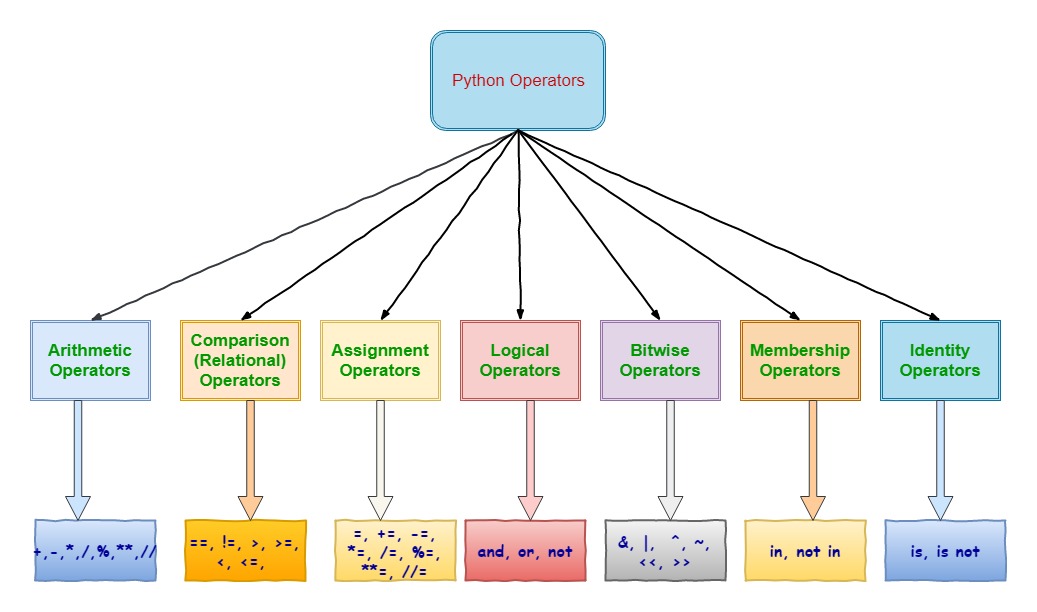 Python Operators
Arithmetic
Operators
Comparison
(Relational)
Operators
Assignment
Operators
Logical
Operators
Bitwise
Operators
Membership
Operators
Identity
Operators
+,-,*,/,%,**,//
==, !=, >, >=,
<, <=,
=, +=, -=,
*=, /=, %=,
**=, //=
and, or, not
&, |, ^, ~,
<<, >>
in, not in
is, is not